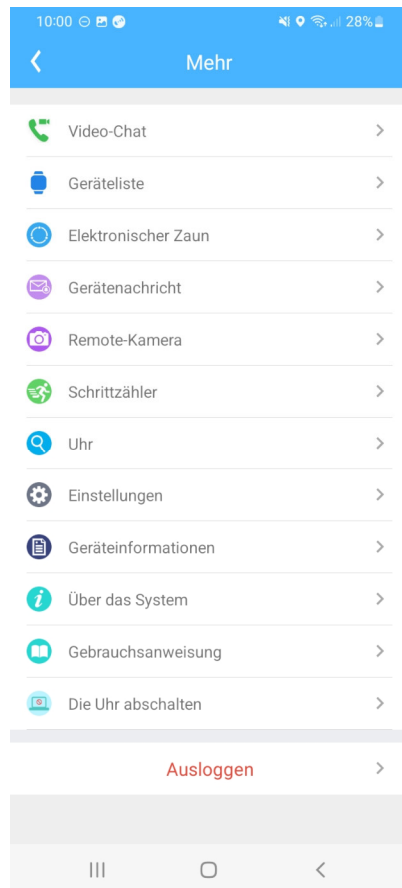 10:00 28%
Mehr
Video-Chat
Geräteliste
Elektronischer Zaun
Gerätenachricht
Remote-Kamera
Schrittzähler
Uhr
Einstellungen
Geräteinformationen
Über das System
Gebrauchsanweisung
Die Uhr abschalten
Ausloggen